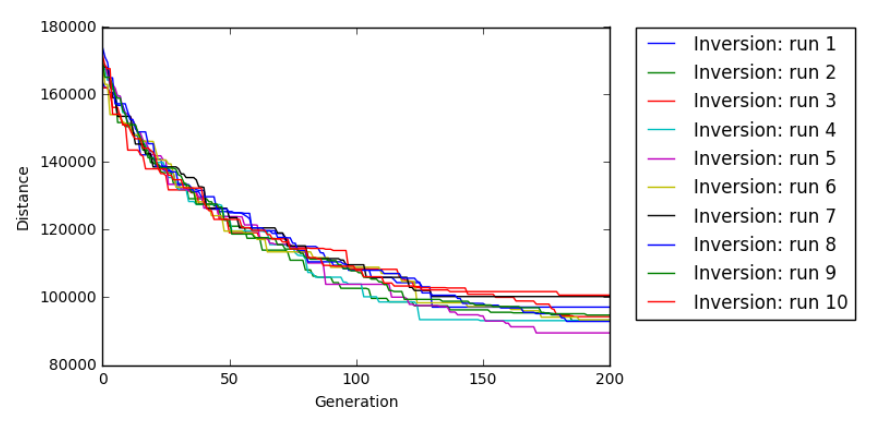 180000
160000
140000
120000
100000
80000
0
50
100
150
200
Distance
Generation
Inversion: run 1
Inversion: run 2
Inversion: run 3
Inversion: run 4
Inversion: run 5
Inversion: run 6
Inversion: run 7
Inversion: run 8
Inversion: run 9
Inversion: run 10